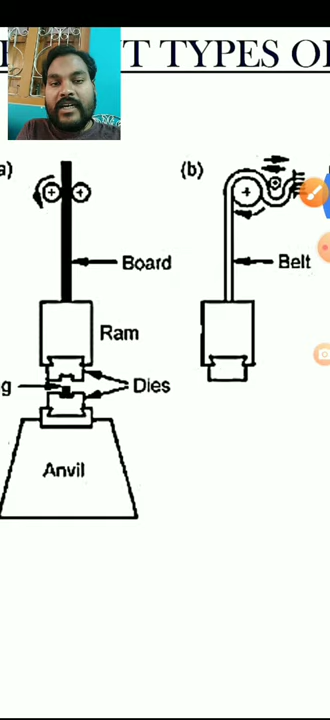 T TYPES O
a)
(b)
Board
Belt
Ram
g
Dies
Anvil